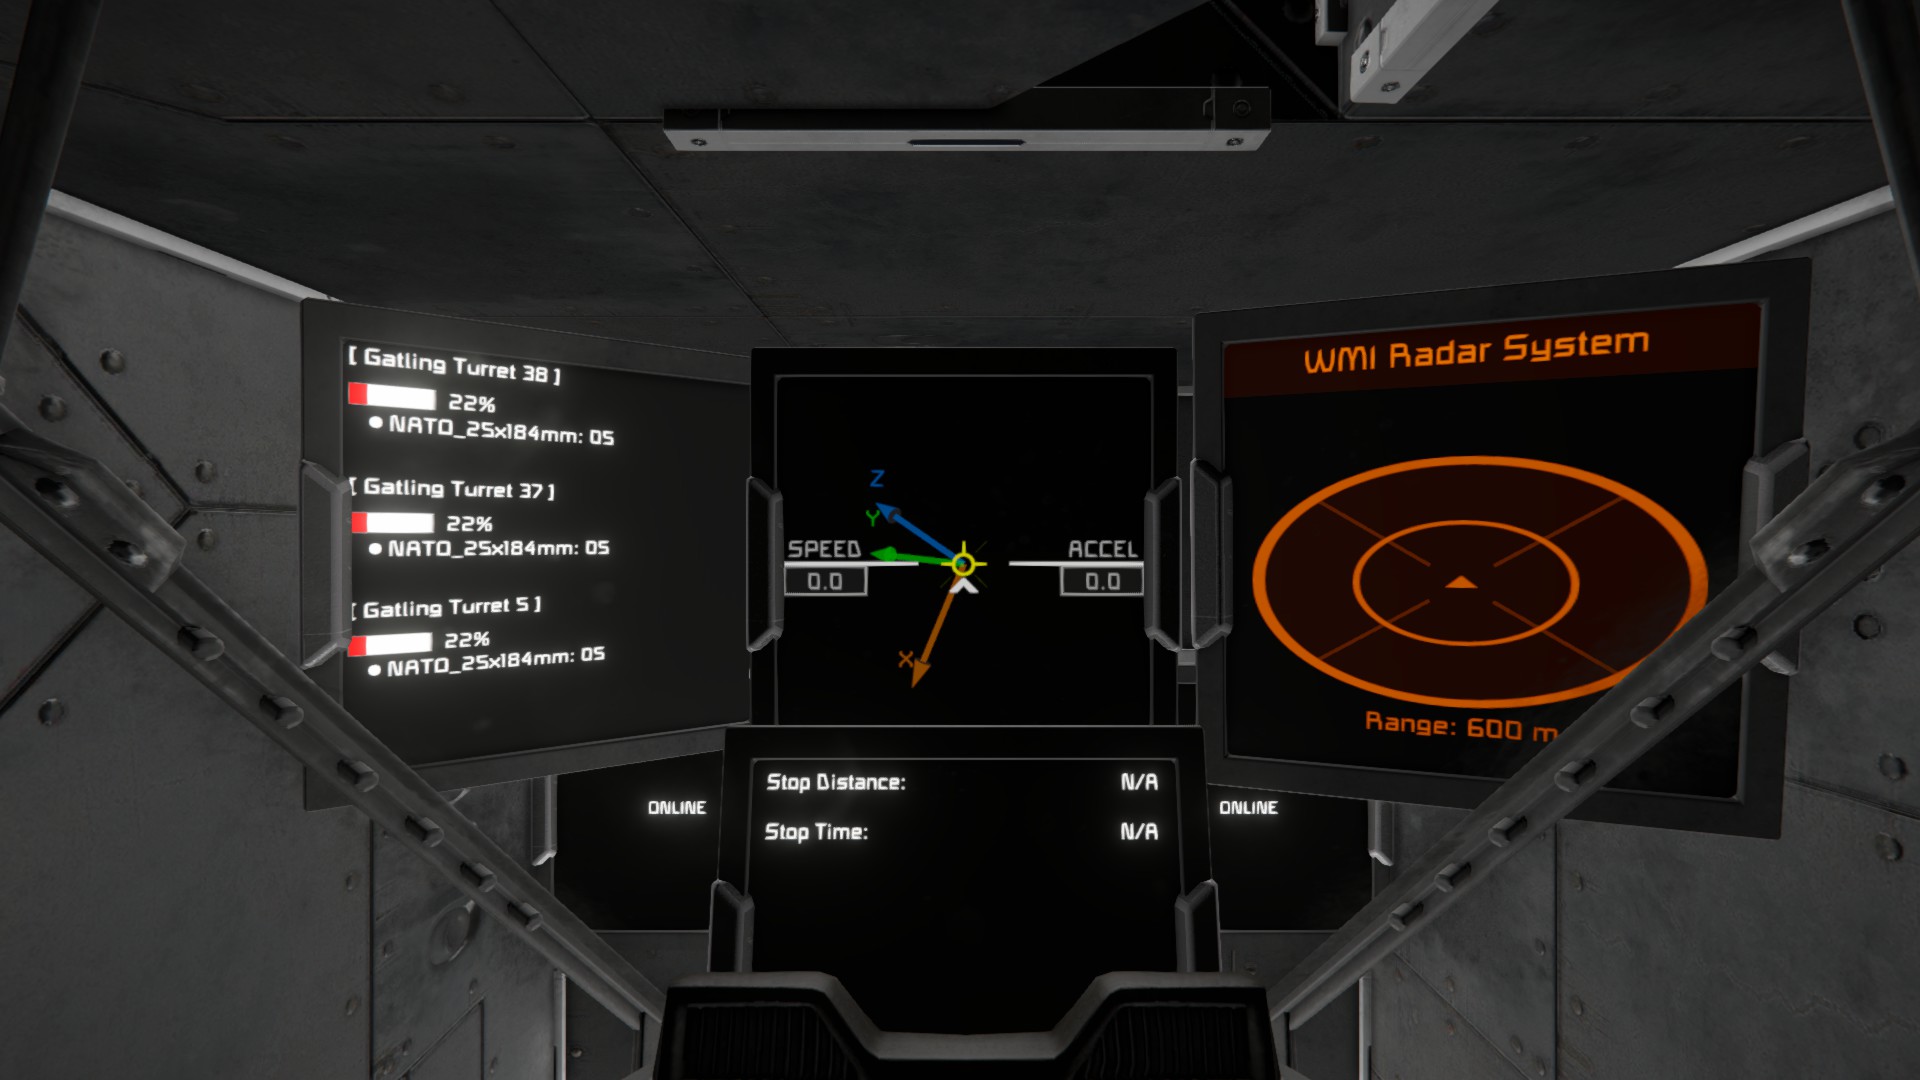 [ Gatling Turret 38 ]
22%
NATO_25x184mm: 05
[ Gatling Turret 37 ]
22%
NATO_25x184mm: 05
[ Gatling Turret 5 ]
22%
NATO_25x184mm: 05
Z
Y
X
SPEED
0.0
ACCEL
0.0
WMI Radar System
Range: 600 m
ONLINE
Stop Distance: N/A
Stop Time: N/A
ONLINE